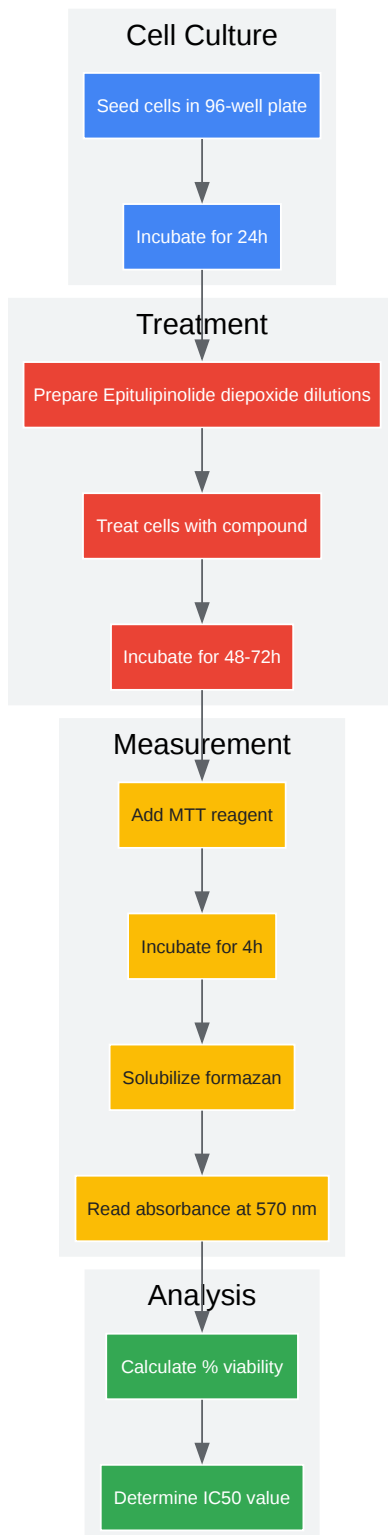 Cell Culture
Seed cells in 96-well plate
Incubate for 24h
Treatment
Prepare Epitulipinolide diepoxide dilutions
Treat cells with compound
Incubate for 48-72h
Measurement
Add MTT reagent
Incubate for 4h
Solubilize formazan
Read absorbance at 570 nm
Analysis
Calculate % viability
Determine IC50 value